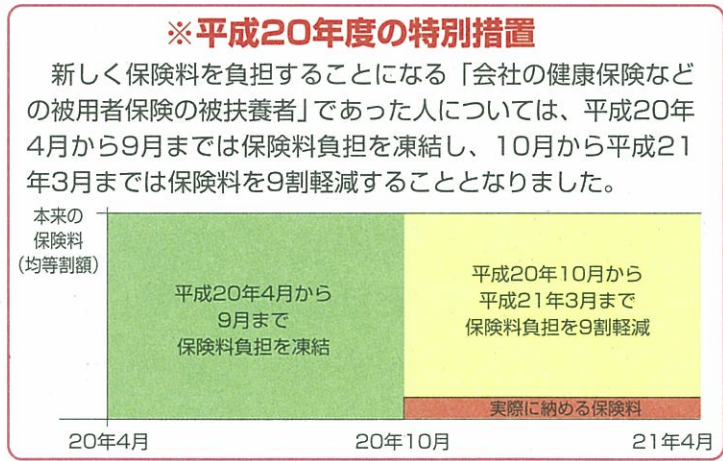 ※平成20年度の特別措置
新しく保険料を負担することになる「会社の健康保険など
の被用者保険の被扶養者」であった人については、平成20年
4月から9月までは保険料負担を凍結し、10月から平成21
年3月までは保険料を9割軽減することとなりました。
本来の
保険料
(均等割額)
平成20年4月から
9月まで
保険料負担を凍結
平成20年10月から
平成21年3月まで
保険料負担を9割軽減
実際に納める保険料
20年4月
20年10月
21年4月